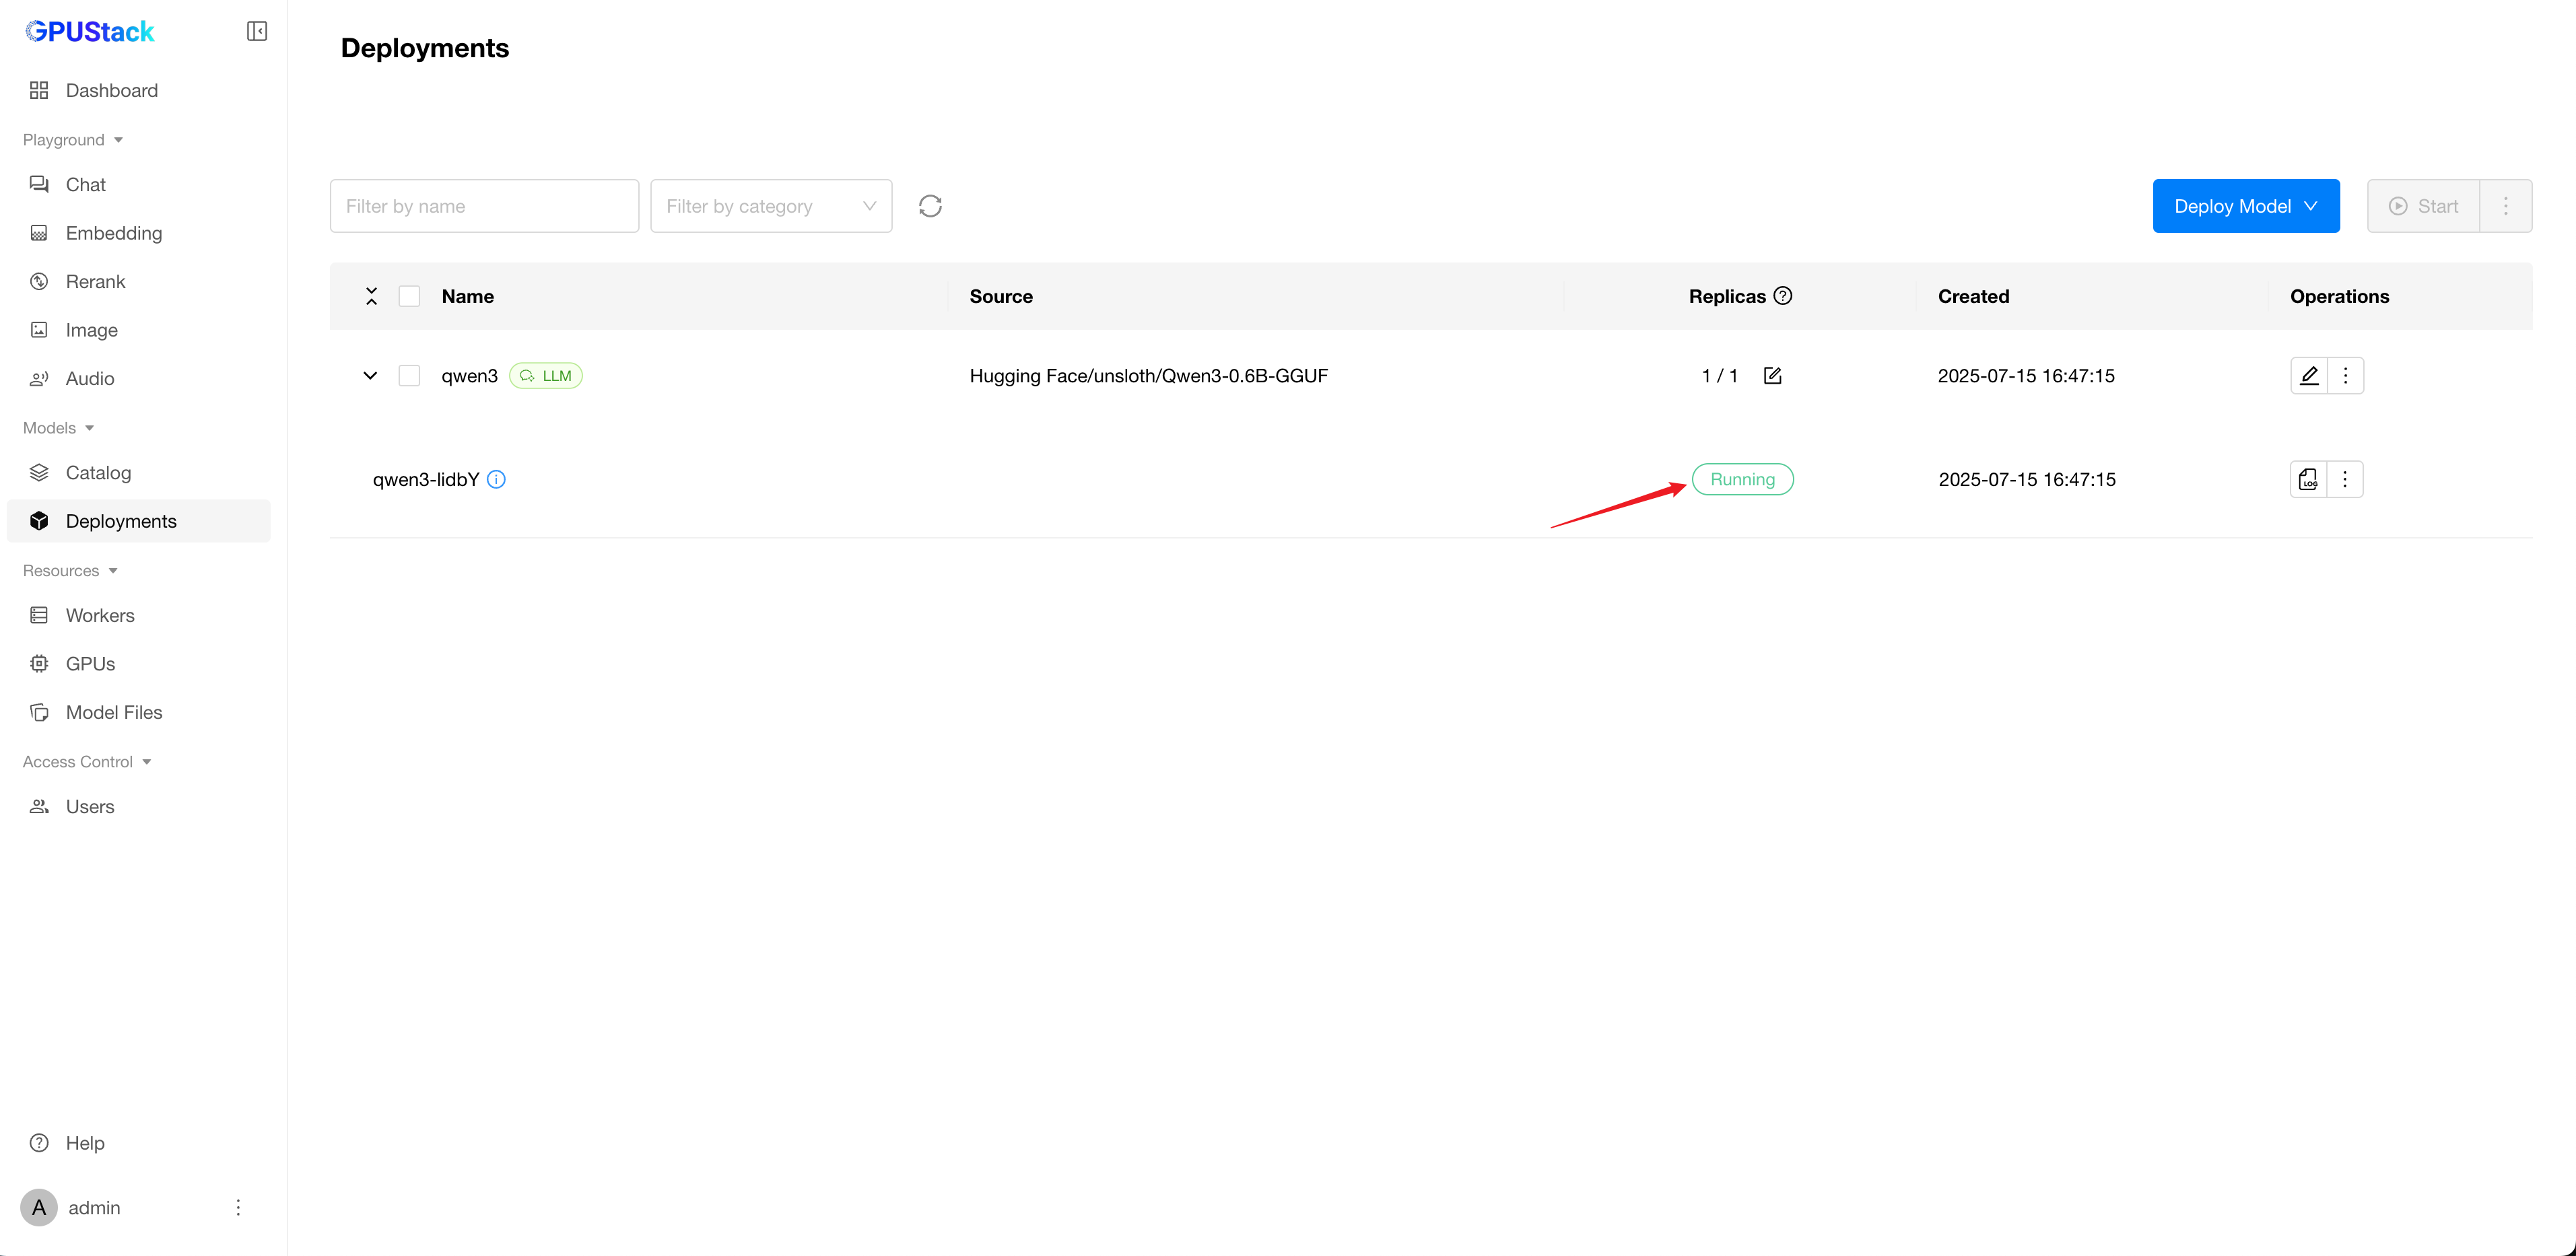 GPUStack
Dashboard
Playground
Chat
Embedding
Rerank
Image
Audio
Models
Catalog
Deployments
Resources
Workers
GPUs
Model Files
Access Control
Users
Help
A admin
Deployments
Filter by name Filter by category Deploy Model Start
Name Source Replicas Created Operations
qwen3 LLM Hugging Face/unsloth/Qwen3-0.6B-GGUF 1 / 1 2025-07-15 16:47:15
qwen3-lidbY Running 2025-07-15 16:47:15 LOG